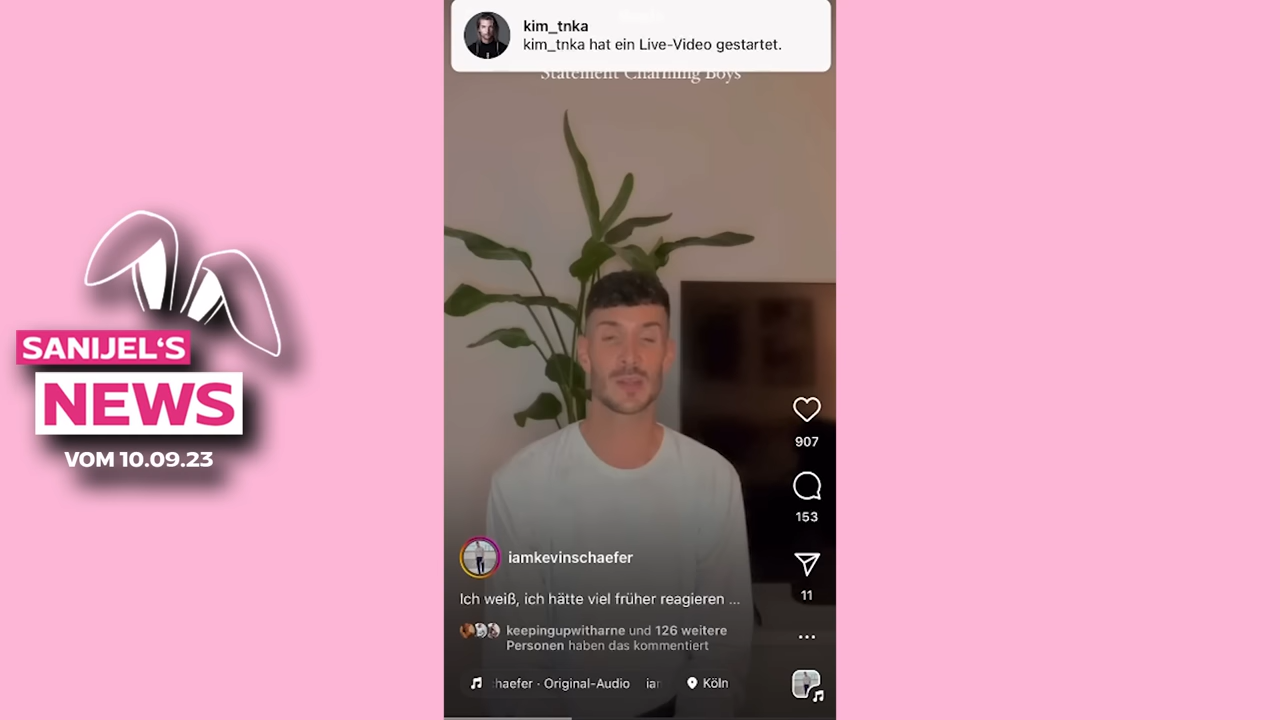 SANIJEL‘S
NEWS
VOM 10.09.23
kim_tnka
kim_tnka hat ein Live-Video gestartet.
Statement Charming Boys
907
153
11
iamkevinschaefer
Ich weiß, ich hätte viel früher reagieren ...
keepingupwitharne und 126 weitere
Personen haben das kommentiert
haefer · Original-Audio
Köln